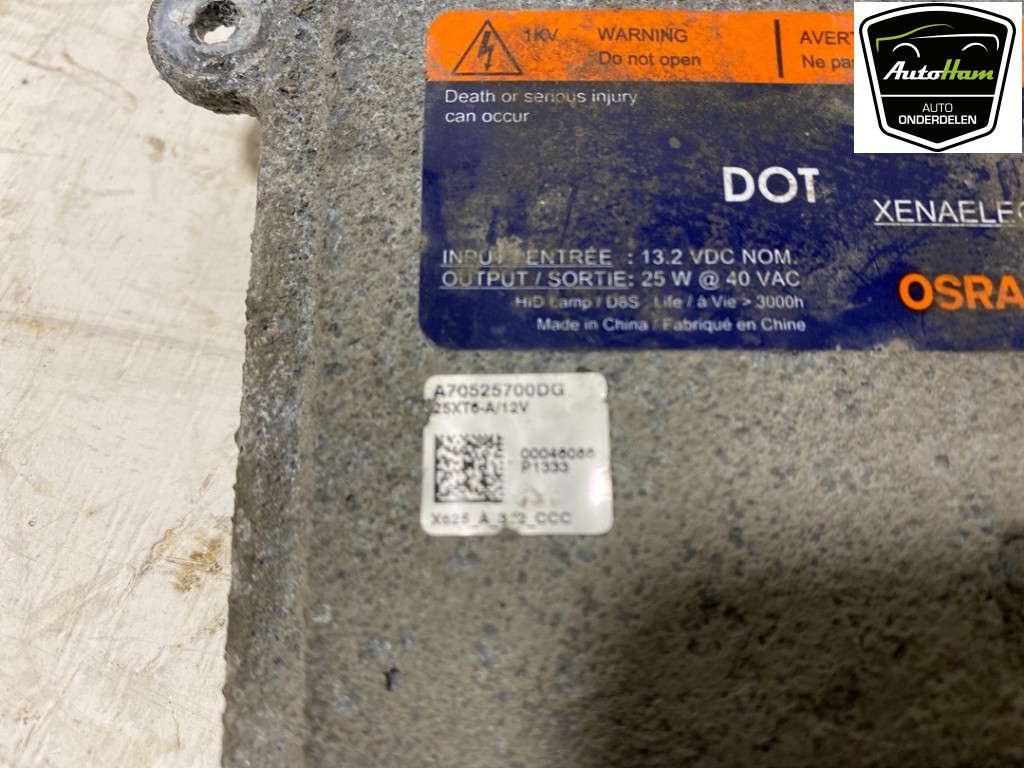 1KV WARNING
Do not open
AVERT
Ne pa
Death or serious injury
can occur
DOT
XENAELEC
INPUT / ENTRÉE : 13.2 VDC NOM.
OUTPUT / SORTIE: 25 W @ 40 VAC
HID Lamp / D8S Life / à Vie > 3000h
Made in China / Fabriqué en Chine
OSRA
A70525700DG
25XT6-A/12V
00046086
P1333
AutoHam
AUTO
ONDERDELEN